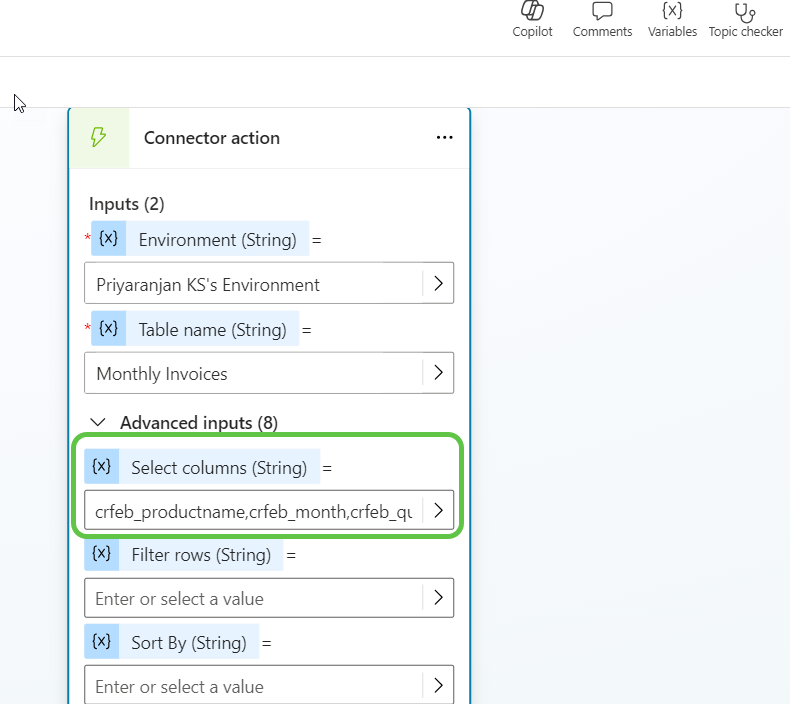 Copilot Comments Variables Topic checker
Connector action
Inputs (2)
* {x} Environment (String) =
Priyaranjan KS's Environment
* {x} Table name (String) =
Monthly Invoices
Advanced inputs (8)
{x} Select columns (String) =
crfeb_productname,crfeb_month,crfeb_qu
{x} Filter rows (String) =
Enter or select a value
{x} Sort By (String) =
Enter or select a value